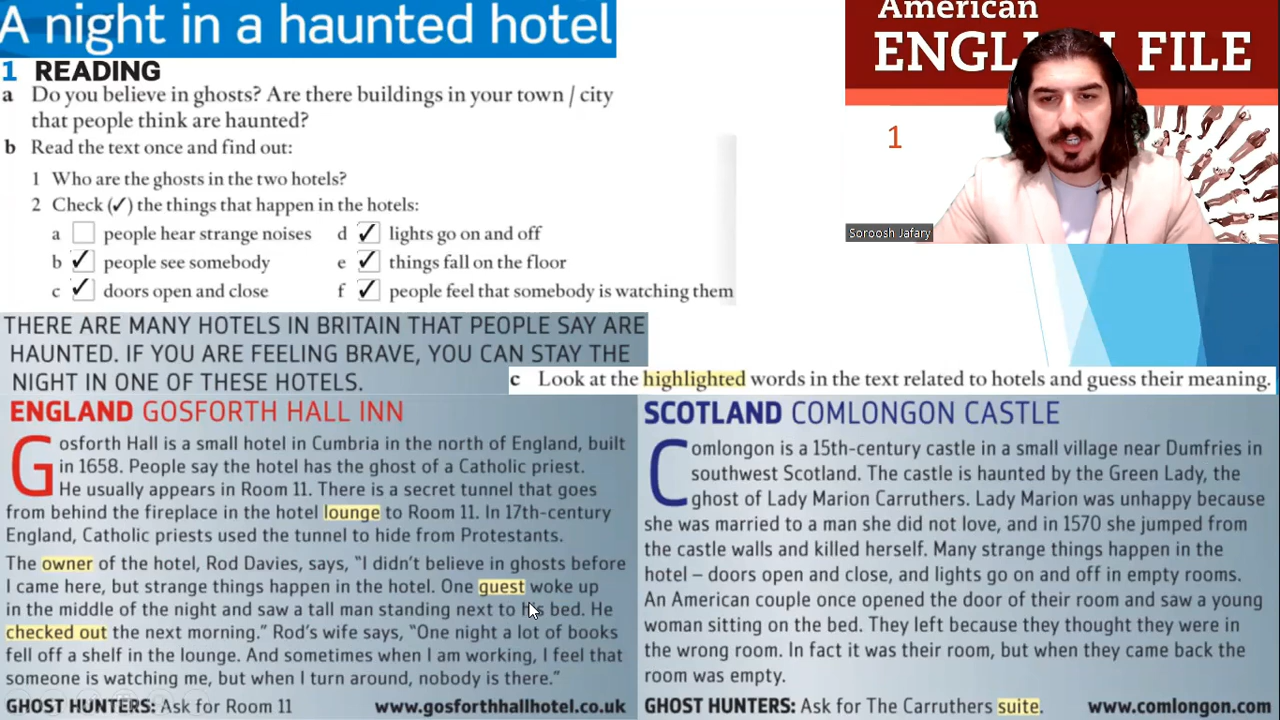 A night in a haunted hotel
1 READING
a Do you believe in ghosts? Are there buildings in your town / city
that people think are haunted?
b Read the text once and find out:
1 Who are the ghosts in the two hotels?
2 Check (✓) the things that happen in the hotels:
a people hear strange noises
b ✓ people see somebody
c ✓ doors open and close
d ✓ lights go on and off
e ✓ things fall on the floor
f ✓ people feel that somebody is watching them
American
FILE
1
Soroosh Jafary
THERE ARE MANY HOTELS IN BRITAIN THAT PEOPLE SAY ARE
HAUNTED. IF YOU ARE FEELING BRAVE, YOU CAN STAY THE
NIGHT IN ONE OF THESE HOTELS.
c Look at the highlighted words in the text related to hotels and guess their meaning.
ENGLAND GOSFORTH HALL INN
Gosforth Hall is a small hotel in Cumbria in the north of England, built
in 1658. People say the hotel has the ghost of a Catholic priest.
He usually appears in Room 11. There is a secret tunnel that goes
from behind the fireplace in the hotel lounge to Room 11. In 17th-century
England, Catholic priests used the tunnel to hide from Protestants.
The owner of the hotel, Rod Davies, says, "I didn't believe in ghosts before
I came here, but strange things happen in the hotel. One guest woke up
in the middle of the night and saw a tall man standing next to his bed. He
checked out the next morning." Rod's wife says, "One night a lot of books
fell off a shelf in the lounge. And sometimes when I am working, I feel that
someone is watching me, but when I turn around, nobody is there."
GHOST HUNTERS: Ask for Room 11 www.gosforthhallhotel.co.uk
SCOTLAND COMLONGON CASTLE
Comlongon is a 15th-century castle in a small village near Dumfries in
southwest Scotland. The castle is haunted by the Green Lady, the
ghost of Lady Marion Carruthers. Lady Marion was unhappy because
she was married to a man she did not love, and in 1570 she jumped from
the castle walls and killed herself. Many strange things happen in the
hotel – doors open and close, and lights go on and off in empty rooms.
An American couple once opened the door of their room and saw a young
woman sitting on the bed. They left because they thought they were in
the wrong room. In fact it was their room, but when they came back the
room was empty.
GHOST HUNTERS: Ask for The Carruthers suite. www.comlongon.com